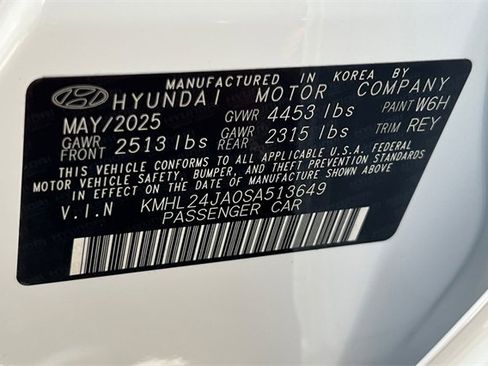 MANUFACTURED IN KOREA BY
HYUNDAI MOTOR COMPANY
MAY/2025 GVWR 4453 lbs PAINT W6H
GAWR FRONT 2513 lbs GAWR REAR 2315 lbs TRIM REY
THIS VEHICLE CONFORMS TO ALL APPLICABLE U.S.A. FEDERAL
MOTOR VEHICLE SAFETY, BUMPER, AND THEFT PREVENTION STANDARDS
IN EFFECT ON THE DATE OF MANUFACTURE SHOWN ABOVE.
V.I.N KMHL24JA0SA513649
PASSENGER CAR